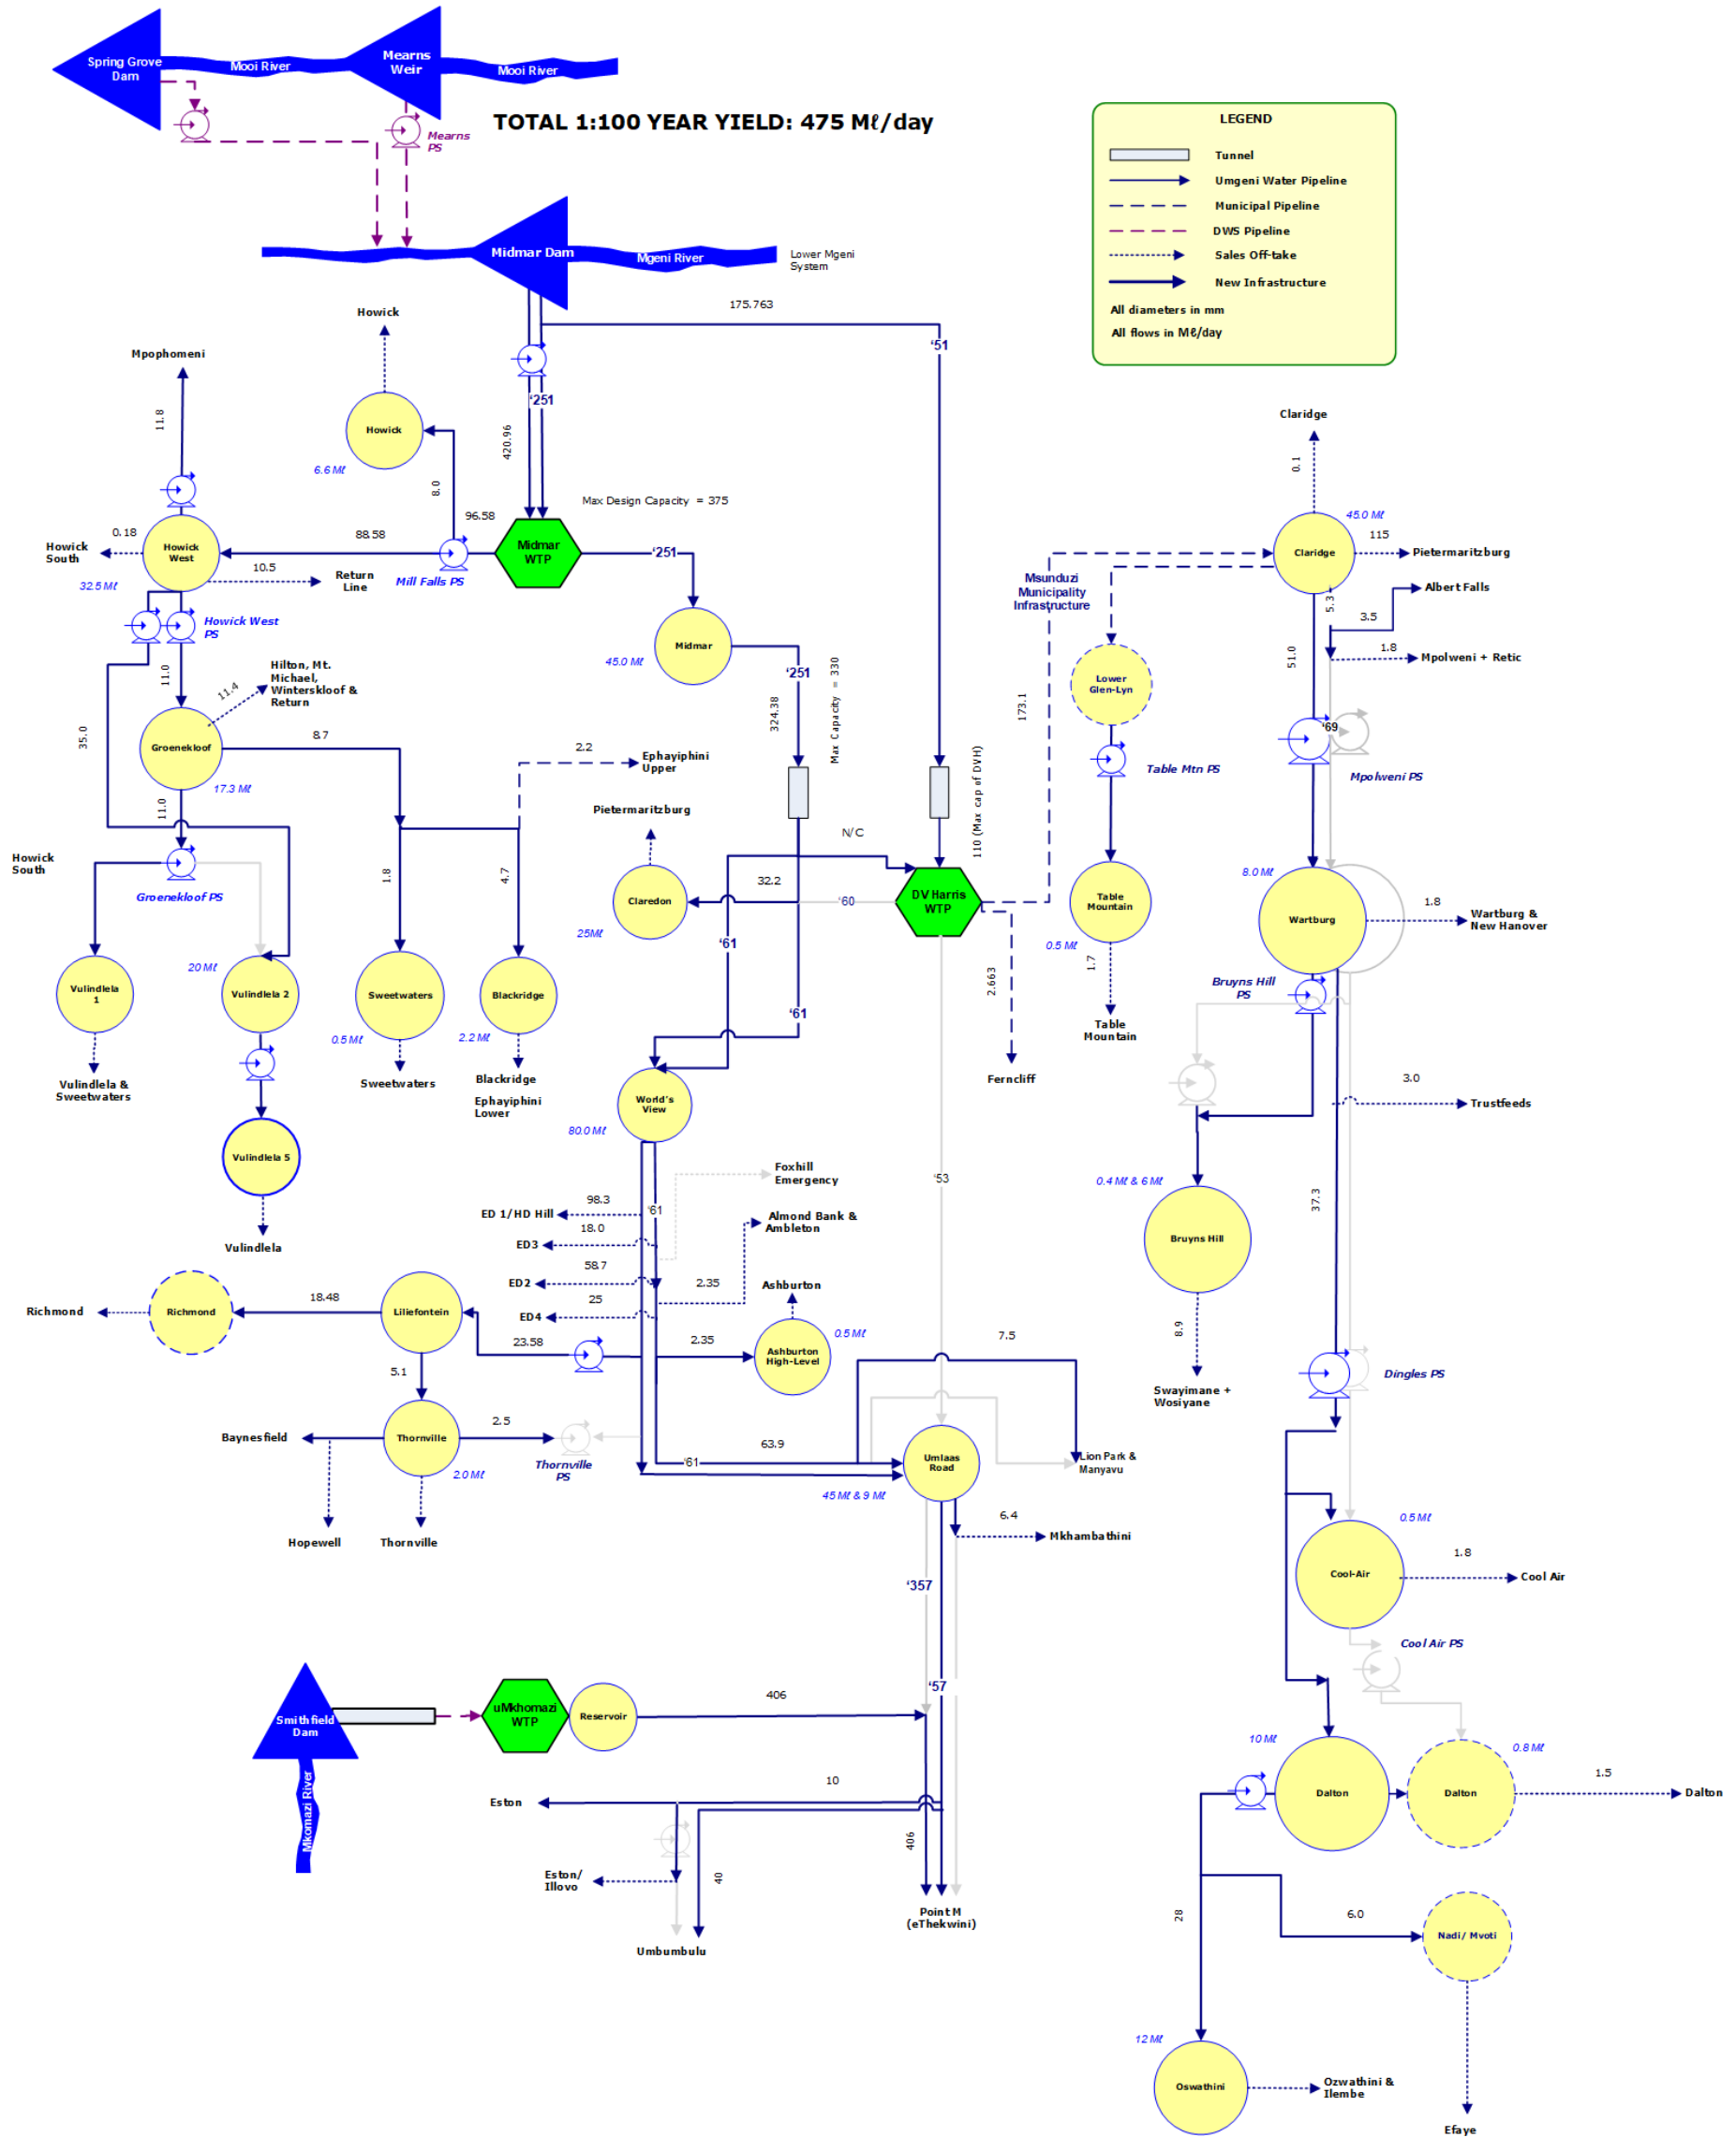 Spring Grove
Dam
Mooi River
Mearns
Weir
Mooi River
Mearns
PS
TOTAL 1:100 YEAR YIELD: 475 Mℓ/day
LEGEND
Tunnel
Umgeni Water Pipeline
Municipal Pipeline
DWS Pipeline
Sales Off-take
New Infrastructure
All diameters in mm
All flows in Mℓ/day
Midmar Dam
Mgeni River
Lower Mgeni
System
175.763
‘51
Howick
Mpophomeni
11.8
Howick
6.6 Mℓ
8.0
‘251
420.96
Max Design Capacity = 375
96.58
88.58
Midmar
WTP
Mill Falls PS
0.18
Howick
South
Howick
West
32.5 Mℓ
10.5
Return
Line
Howick West
PS
‘251
Midmar
45.0 Mℓ
‘251
324.38
Max Capacity = 330
11.0
35.0
Hilton, Mt.
Michael,
Winterskloof &
Return
11.4
Groenekloof
17.3 Mℓ
8.7
11.0
2.2
Ephayiphini
Upper
Howick
South
Groenekloof PS
1.8
4.7
Vulindlela
1
20 Mℓ
Vulindlela 2
Sweetwaters
0.5 Mℓ
Blackridge
2.2 Mℓ
Vulindlela &
Sweetwaters
Sweetwaters
Blackridge
Ephayiphini
Lower
Vulindlela 5
Vulindlela
Pietermaritzburg
Claredon
25Mℓ
32.2
N/C
‘60
110 (Max cap of DVH)
DV Harris
WTP
‘61
‘61
2.663
Ferncliff
173.1
Msunduzi
Municipality
Infrastructure
Claridge
0.1
45.0 Mℓ
Claridge
115
Pietermaritzburg
5.3
Albert Falls
3.5
1.8
Mpolweni + Retic
51.0
‘69
Mpolweni PS
Lower
Glen-Lyn
Table Mtn PS
Table
Mountain
0.5 Mℓ
1.7
Table
Mountain
8.0 Mℓ
Wartburg
1.8
Wartburg &
New Hanover
Bruyns Hill
PS
3.0
Trustfeeds
0.4 Mℓ & 6 Mℓ
Bruyns Hill
8.9
Swayimane +
Wosiyane
37.3
Dingles PS
World's
View
80.0 Mℓ
‘53
Foxhill
Emergency
98.3
ED 1/HD Hill
‘61
18.0
ED3
Almond Bank &
Ambleton
58.7
ED2
2.35
25
ED4
Ashburton
Ashburton
High-Level
0.5 Mℓ
2.35
Richmond
Richmond
18.48
Liliefontein
23.58
5.1
7.5
Baynesfield
Thornville
2.0 Mℓ
2.5
Thornville
PS
Hopewell
Thornville
63.9
‘61
Umlaas
Road
45 Mℓ & 9 Mℓ
Lion Park &
Manyavu
6.4
Mkhambathini
‘357
‘57
0.5 Mℓ
Cool-Air
1.8
Cool Air
Cool Air PS
Smithfield
Dam
Mkomazi River
uMkhomazi
WTP
Reservoir
406
10
Eston
406
40
Eston/
Illovo
Umbumbulu
Point M
(eThekwini)
10 Mℓ
Dalton
0.8 Mℓ
Dalton
1.5
Dalton
28
6.0
Nadi/ Mvoti
12 Mℓ
Oswathini
Ozwathini &
Ilembe
Efaye